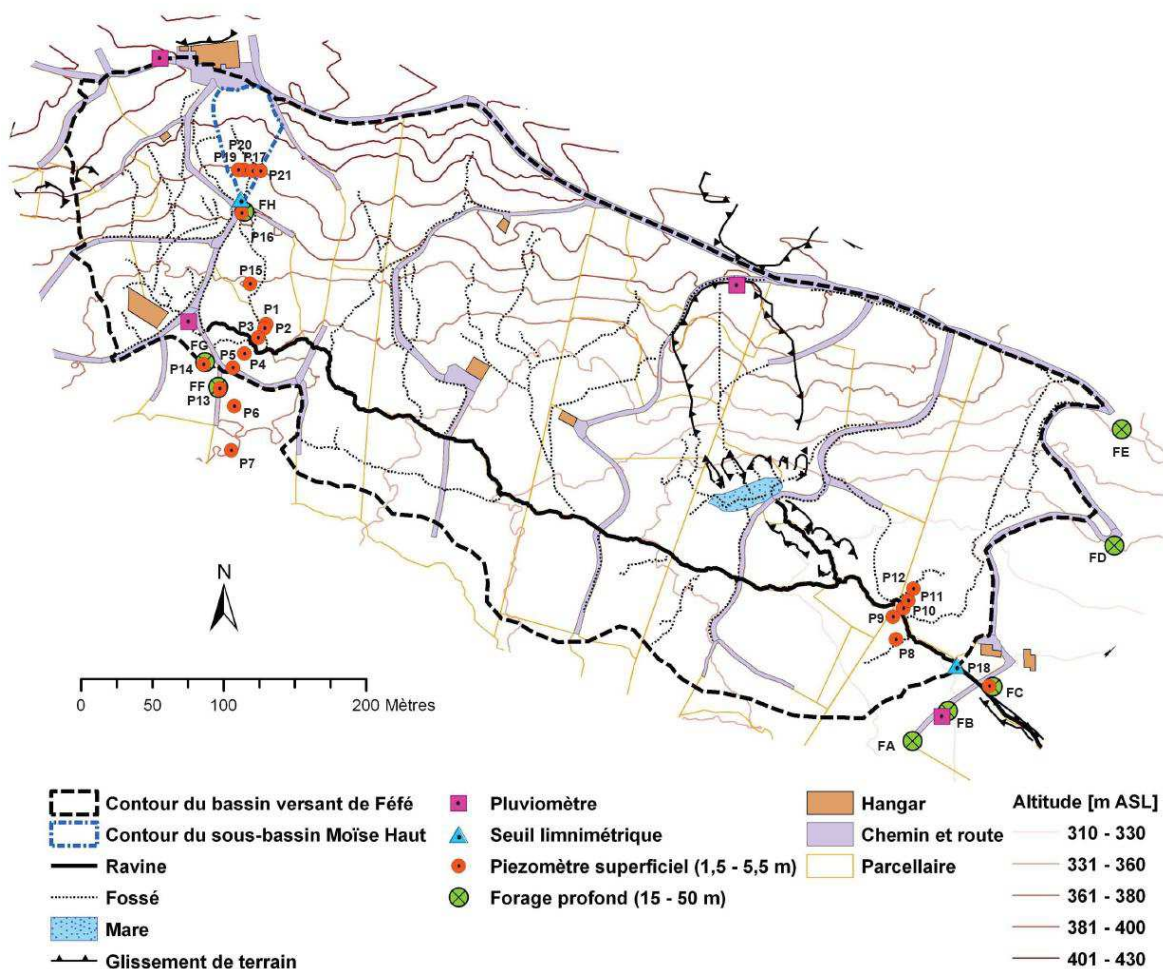 P20
P19 P17
P21
FH
P16
P15
P1
P3 P2
FG P5 P4
P14
FF
P13
P6
P7
FE
FD
P12
P11
P10
P9
P8
P18
FC
FB
FA
N
0 50 100 200 Mètres
Contour du bassin versant de Féfé
Contour du sous-bassin Moïse Haut
Ravine
Fossé
Mare
Glissement de terrain
Pluviomètre
Seuil limnimétrique
Piezomètre superficiel (1,5 - 5,5 m)
Forage profond (15 - 50 m)
Hangar
Chemin et route
Parcellaire
Altitude [m ASL]
310 - 330
331 - 360
361 - 380
381 - 400
401 - 430